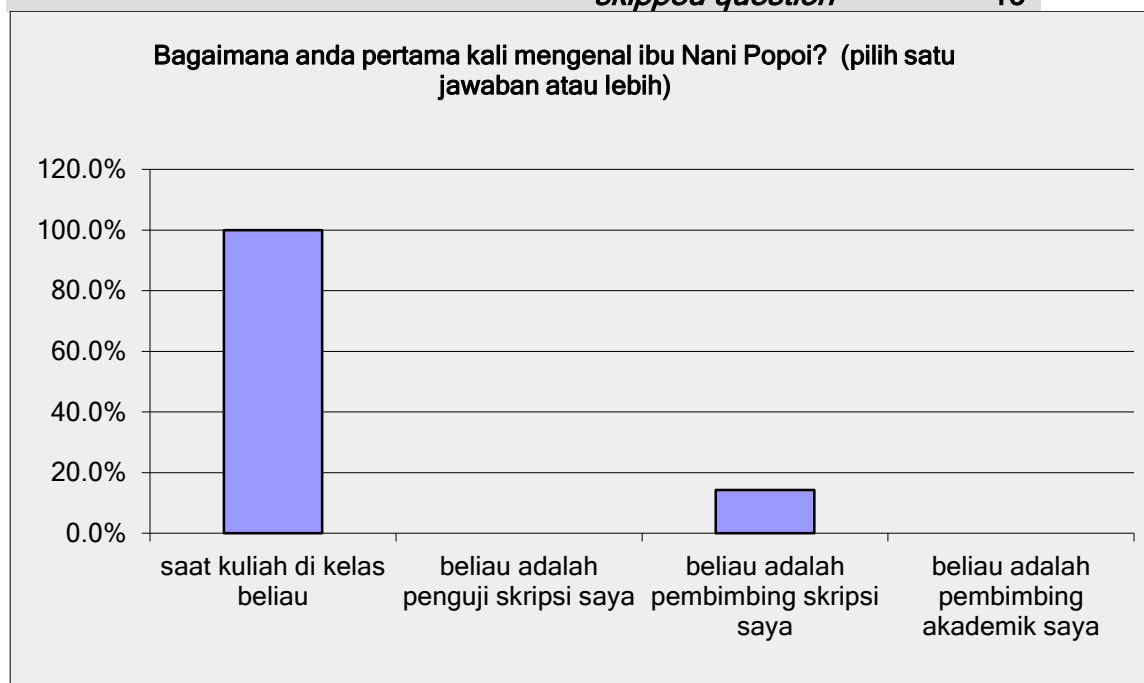 Bagaimana anda pertama kali mengenal ibu Nani Popoi? (pilih satu
jawaban atau lebih)
120.0%
100.0%
80.0%
60.0%
40.0%
20.0%
0.0%
saat kuliah di kelas
beliau
beliau adalah
penguji skripsi saya
beliau adalah
pembimbing skripsi
saya
beliau adalah
pembimbing
akademik saya